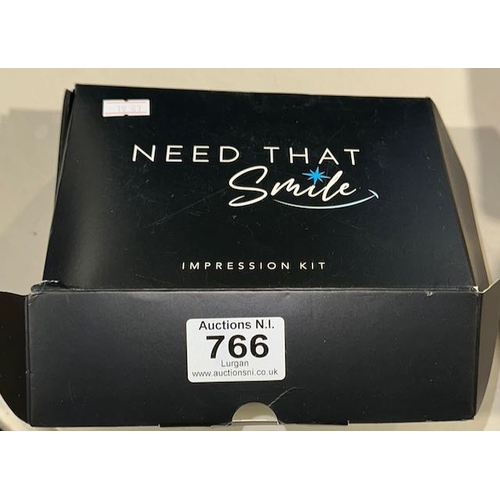 NEED THAT
Smile
IMPRESSION KIT
Auctions N.I.
766
Lurgan
www.auctionsni.co.uk